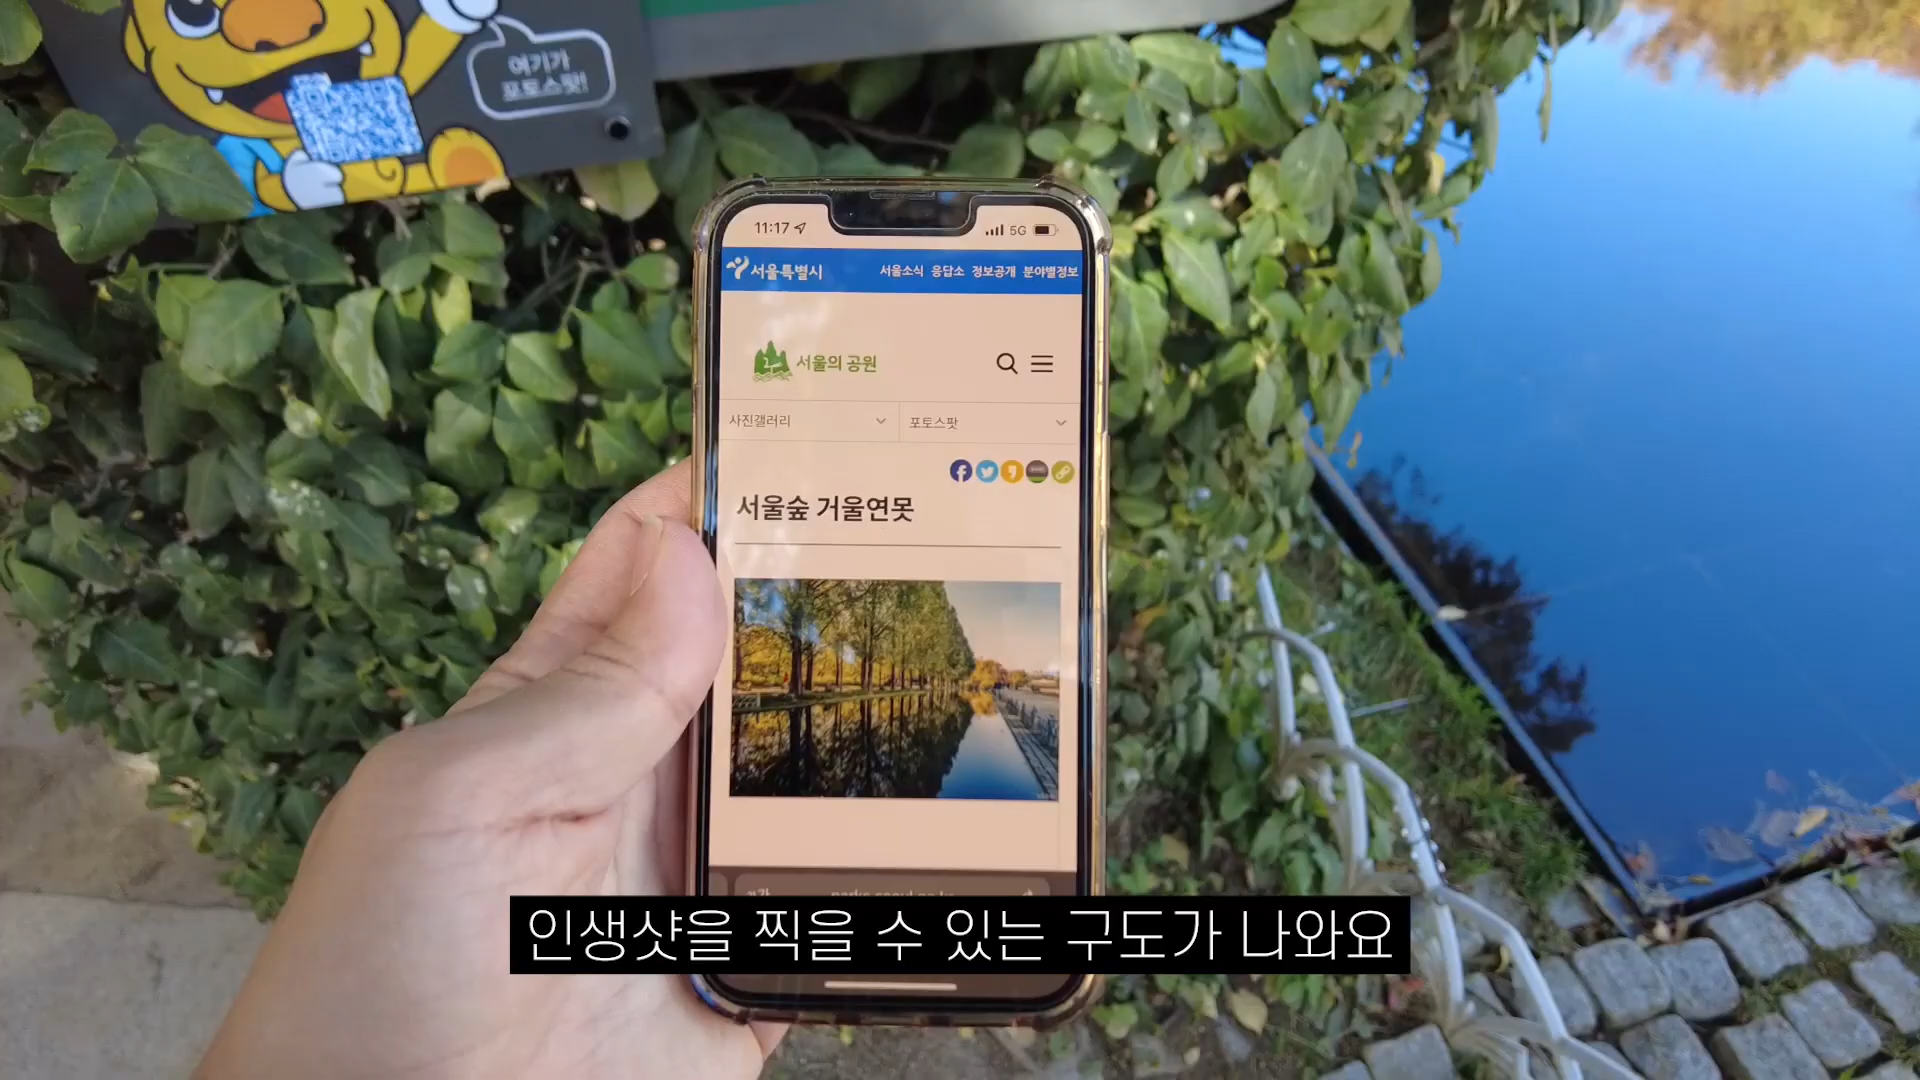 여기가
포토스팟!
11:17
5G
서울특별시
서울소식 응답소 정보공개 분야별정보
서울의 공원
사진갤러리
포토스팟
서울숲 거울연못
인생샷을 찍을 수 있는 구도가 나와요